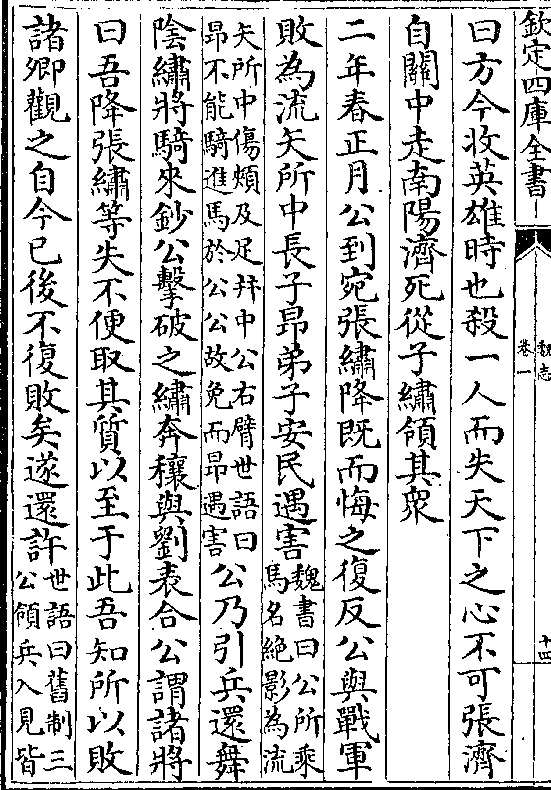 欽定四庫全書
魏志
卷一
十四
曰方今收英雄時也殺一人而失天下之心不可張濟
自關中走南陽濟死從子繡領其衆
二年春正月公到宛張繡降既而悔之復反公與戰軍
敗為流矢所中長子昂弟子安民遇害魏書曰公所乘馬名絶影為流
矢所中傷頰及足幷中公右臂世語曰昂不能騎進馬於公公故免而昂遇害公乃引兵還舞
隂繡將騎來鈔公擊破之繡奔穰與劉表合公謂諸將
曰吾降張繡等失不便取其質以至于此吾知所以敗
諸卿觀之自今已後不復敗矣遂還許世語曰舊制三公領兵入見皆